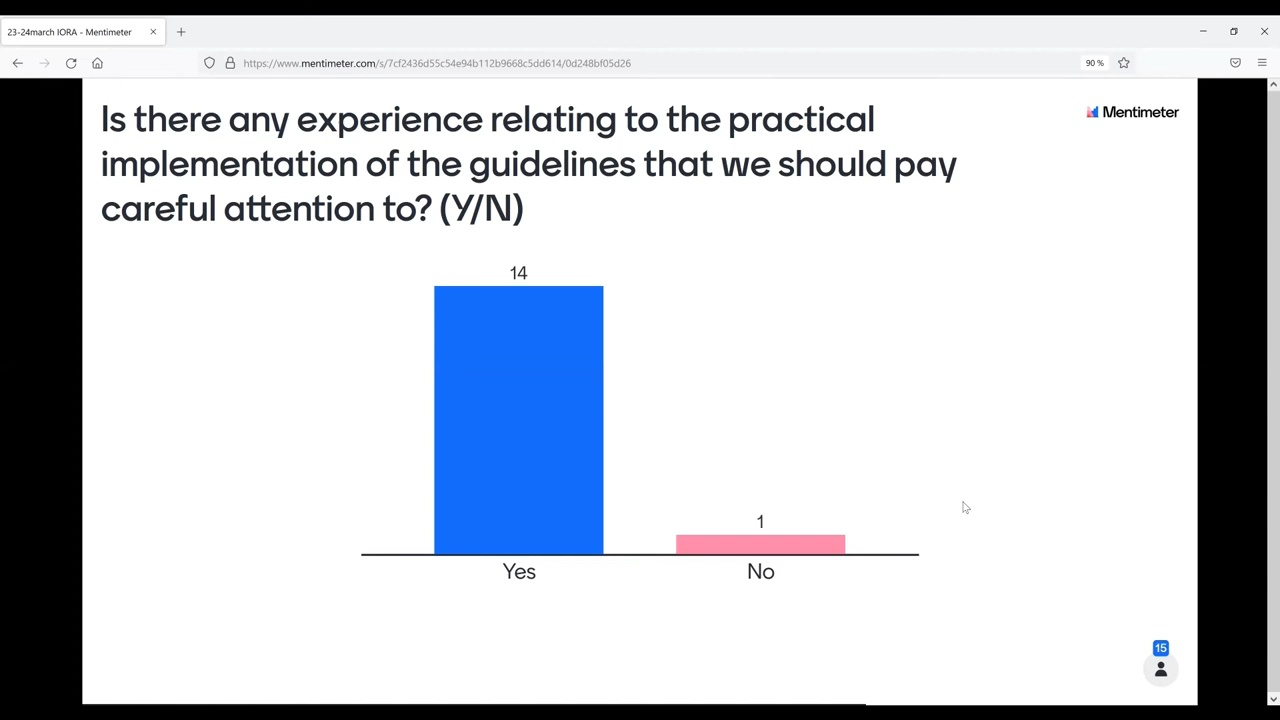 23-24march IORA - Mentimeter
https://www.mentimeter.com/s/7cf2436d55c54e94b112b9668c5dd614/0d248bf05d26
90 %
Is there any experience relating to the practical
implementation of the guidelines that we should pay
careful attention to? (Y/N)
Mentimeter
14
1
Yes
No
15